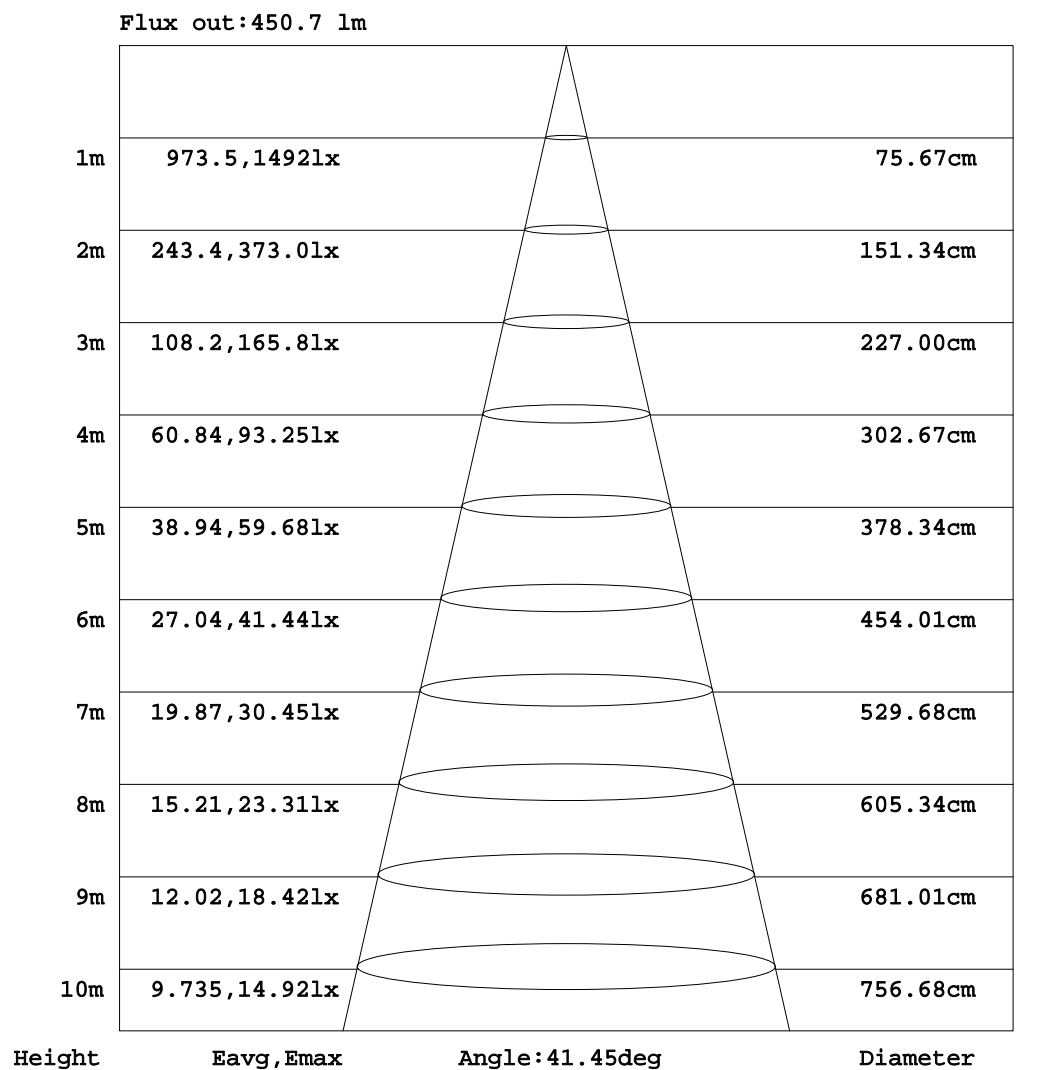 Flux out:450.7 lm
1m 973.5,1492lx 75.67cm
2m 243.4,373.0lx 151.34cm
3m 108.2,165.8lx 227.00cm
4m 60.84,93.25lx 302.67cm
5m 38.94,59.68lx 378.34cm
6m 27.04,41.44lx 454.01cm
7m 19.87,30.45lx 529.68cm
8m 15.21,23.31lx 605.34cm
9m 12.02,18.42lx 681.01cm
10m 9.735,14.92lx 756.68cm
Height Eavg,Emax Angle:41.45deg Diameter